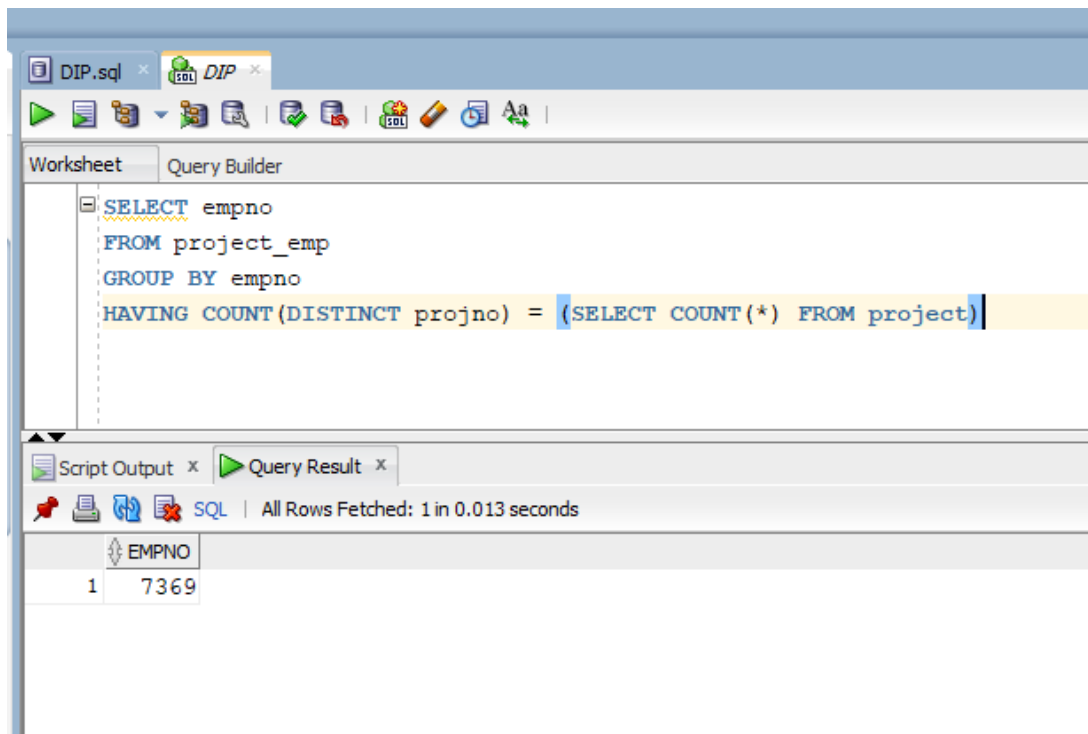 DIP.sql DIP
Worksheet Query Builder
SELECT empno
FROM project_emp
GROUP BY empno
HAVING COUNT(DISTINCT projno) = (SELECT COUNT(*) FROM project)
Script Output x Query Result x
SQL | All Rows Fetched: 1 in 0.013 seconds
EMPNO
1 7369